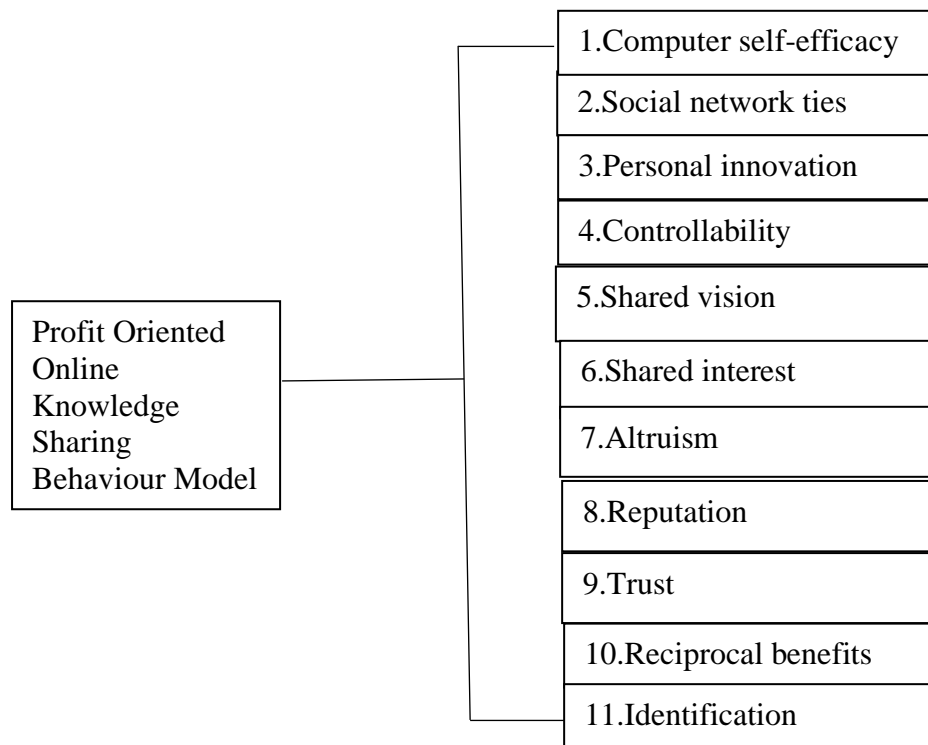 1.Computer self-efficacy
2.Social network ties
3.Personal innovation
4.Controllability
5.Shared vision
Profit Oriented
Online
Knowledge
Sharing
Behaviour Model
6.Shared interest
7.Altruism
8.Reputation
9.Trust
10.Reciprocal benefits
11.Identification